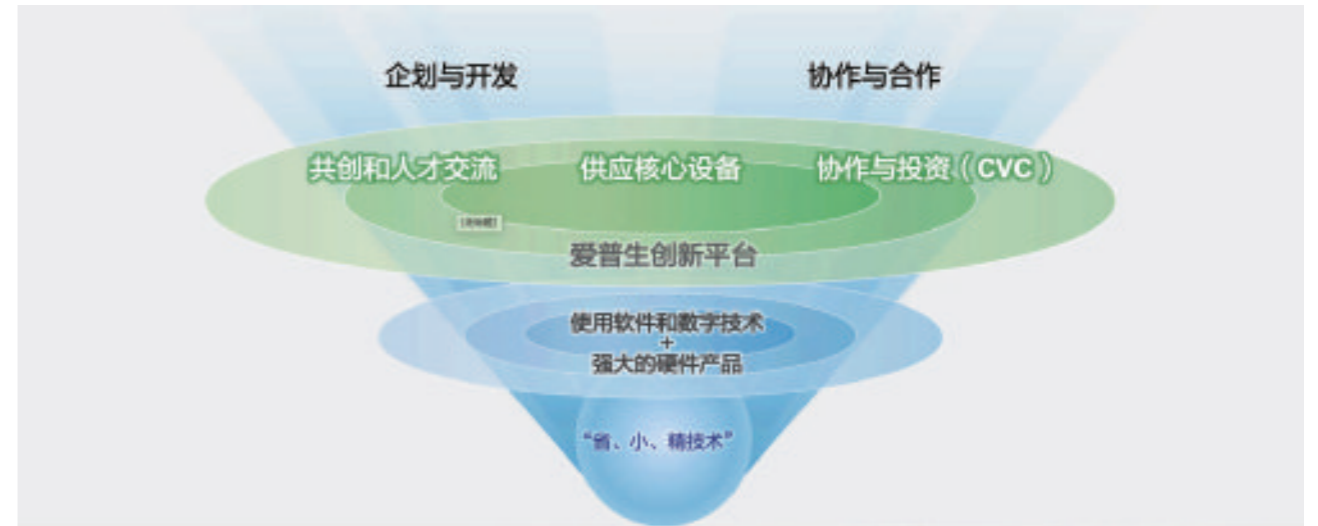 企划与开发
协作与合作
共创和人才交流
供应核心设备
协作与投资（CVC）
爱普生创新平台
使用软件和数字技术
+
强大的硬件产品
“省、小、精技术”